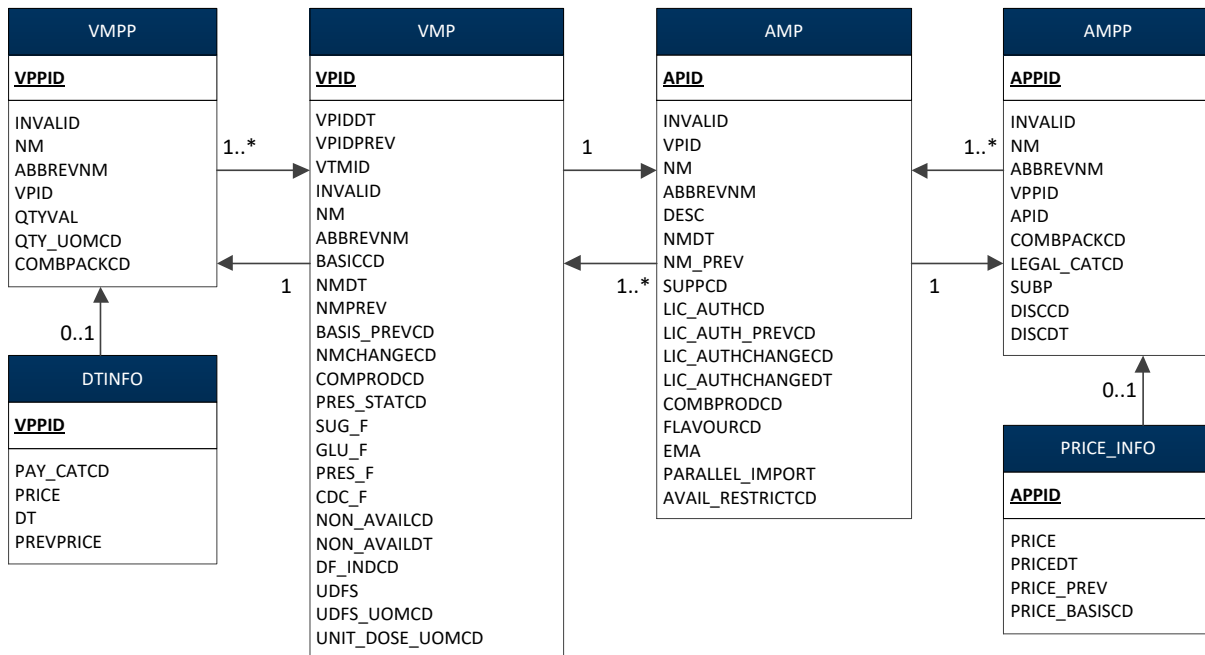 VMPP
VPPID
INVALID
NM
ABBREVNM
VPID
QTYVAL
QTY_UOMCD
COMBPACKCD
1..*
1
0..1
DTINFO
VPPID
PAY_CATCD
PRICE
DT
PREVPRICE
VMP
VPID
VPIDDT
VPIDPREV
VTMID
INVALID
NM
ABBREVNM
BASICCD
NMDT
NMPREV
BASIS_PREVCD
NMCHANGECD
COMPRODCD
PRES_STATCD
SUG_F
GLU_F
PRES_F
CDC_F
NON_AVAILCD
NON_AVAILDT
DF_INDCD
UDFS
UDFS_UOMCD
UNIT_DOSE_UOMCD
1
1..*
AMP
APID
INVALID
VPID
NM
ABBREVNM
DESC
NMDT
NM_PREV
SUPPCD
LIC_AUTHCD
LIC_AUTH_PREVCD
LIC_AUTHCHANGECD
LIC_AUTHCHANGEDT
COMBPRODCD
FLAVOURCD
EMA
PARALLEL_IMPORT
AVAIL_RESTRICTCD
1..*
1
AMPP
APPID
INVALID
NM
ABBREVNM
VPPID
APID
COMBPACKCD
LEGAL_CATCD
SUBP
DISCCD
DISCDT
0..1
PRICE_INFO
APPID
PRICE
PRICEDT
PRICE_PREV
PRICE_BASISCD